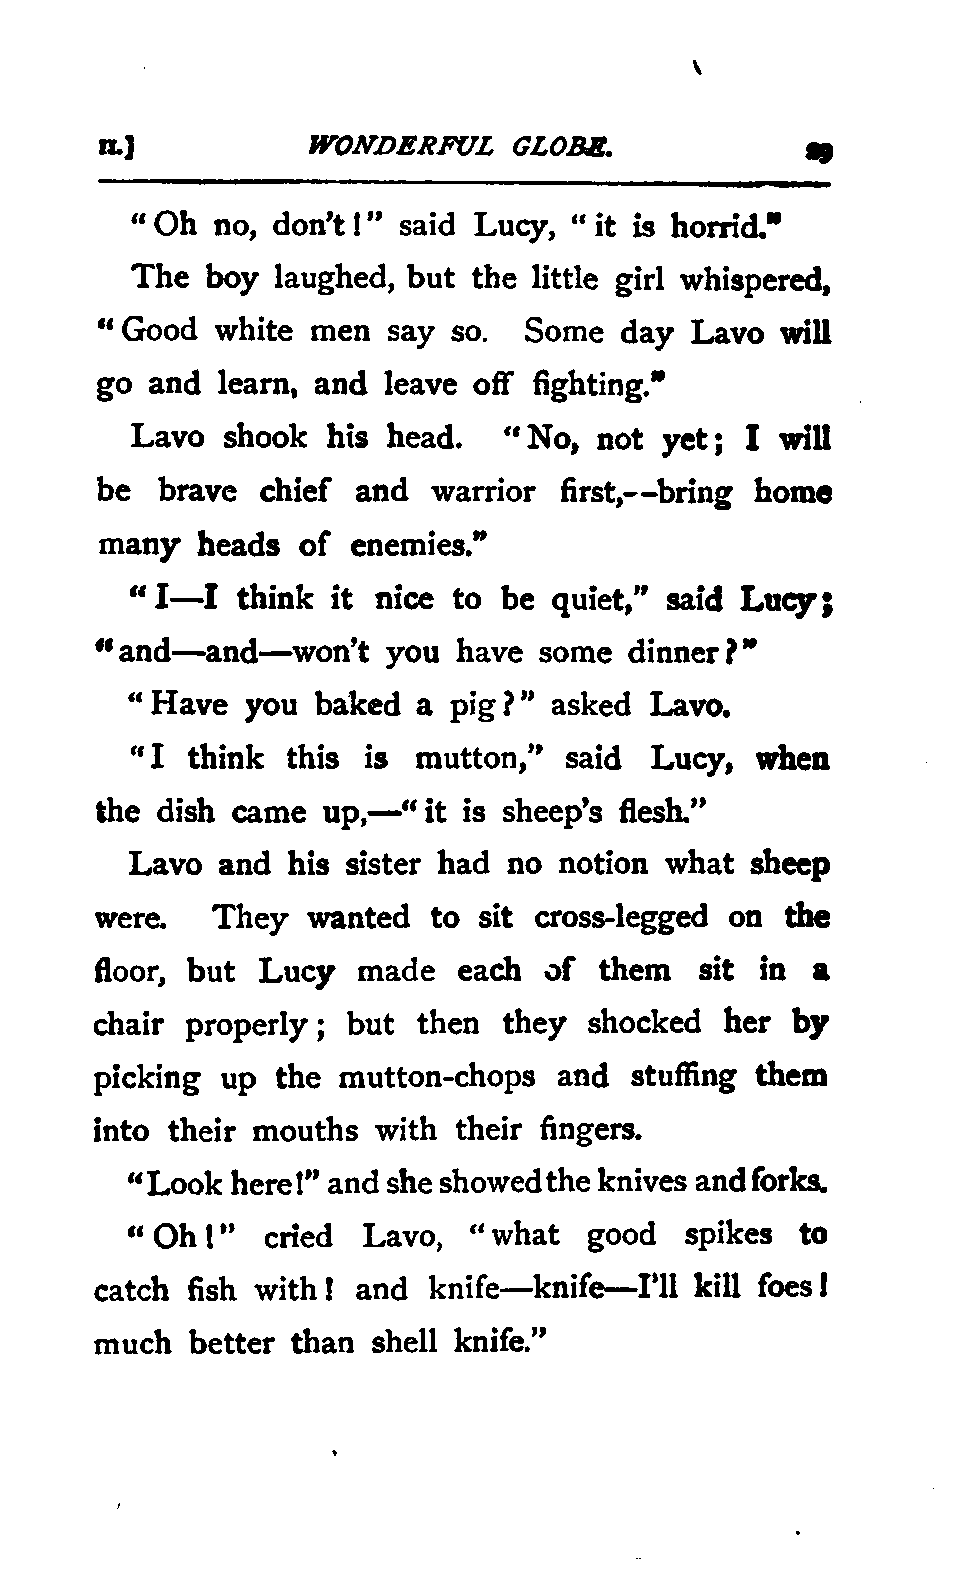 II.] WONDERFUL GLOBE. 29
"Oh no, don't!" said Lucy, "it is horrid."
The boy laughed, but the little girl whispered,
"Good white men say so. Some day Lavo will
go and learn, and leave off fighting."
Lavo shook his head. "No, not yet; I will
be brave chief and warrior first,--bring home
many heads of enemies."
"I—I think it nice to be quiet," said Lucy;
"and—and—won't you have some dinner?"
"Have you baked a pig?" asked Lavo.
"I think this is mutton," said Lucy, when
the dish came up,—"it is sheep's flesh."
Lavo and his sister had no notion what sheep
were. They wanted to sit cross-legged on the
floor, but Lucy made each of them sit in a
chair properly; but then they shocked her by
picking up the mutton-chops and stuffing them
into their mouths with their fingers.
"Look here!" and she showed the knives and forks.
"Oh!" cried Lavo, "what good spikes to
catch fish with! and knife—knife—I'll kill foes!
much better than shell knife."